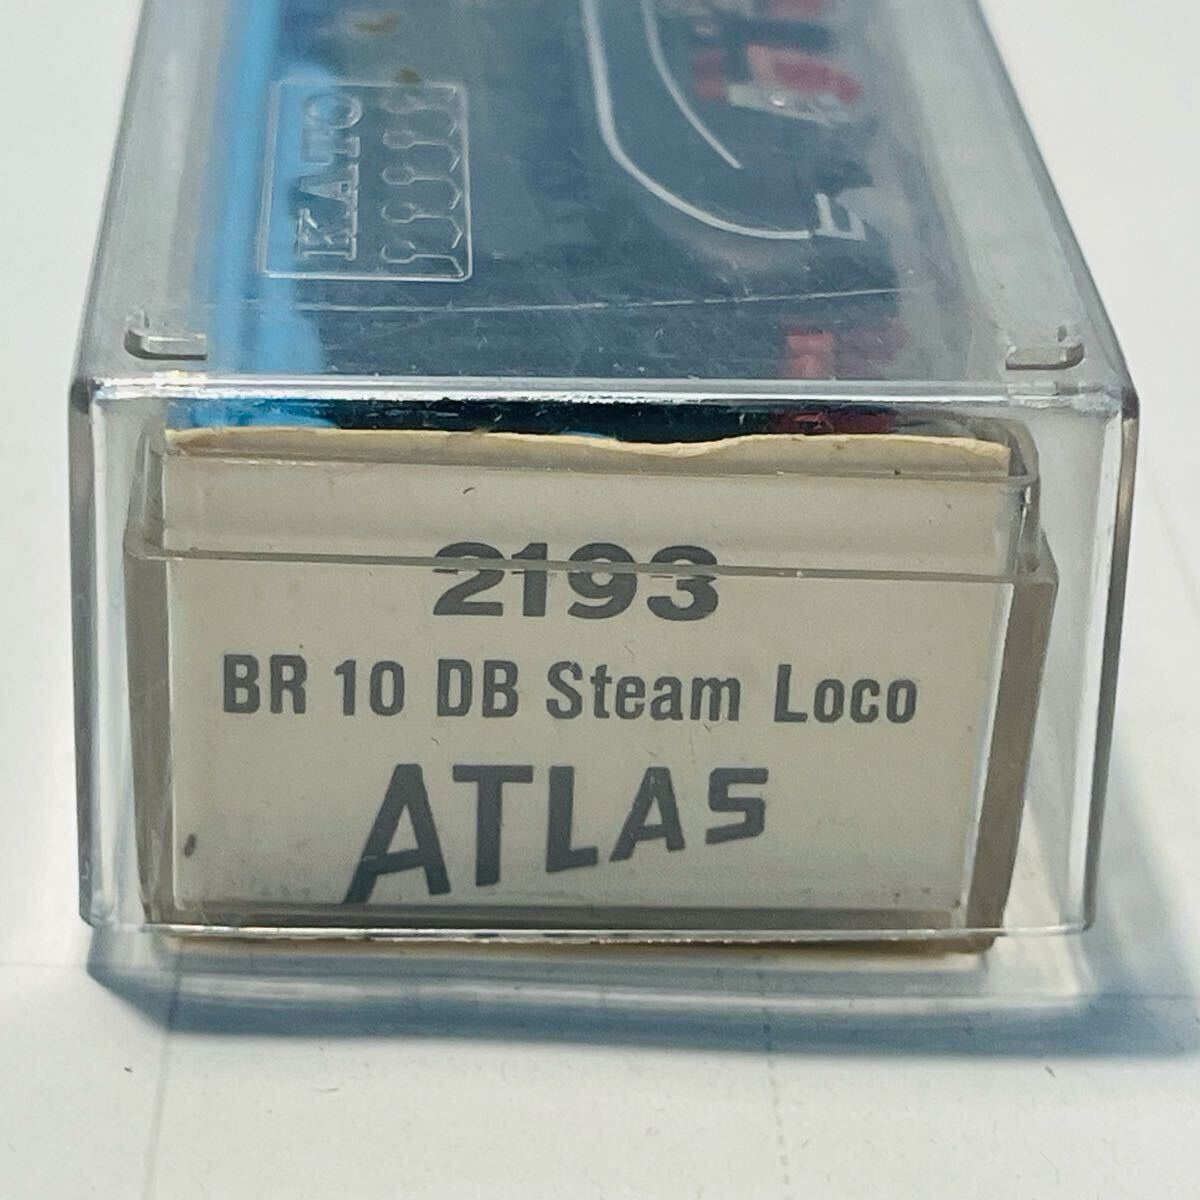 KATO
2193
BR 10 DB Steam Loco
ATLAS